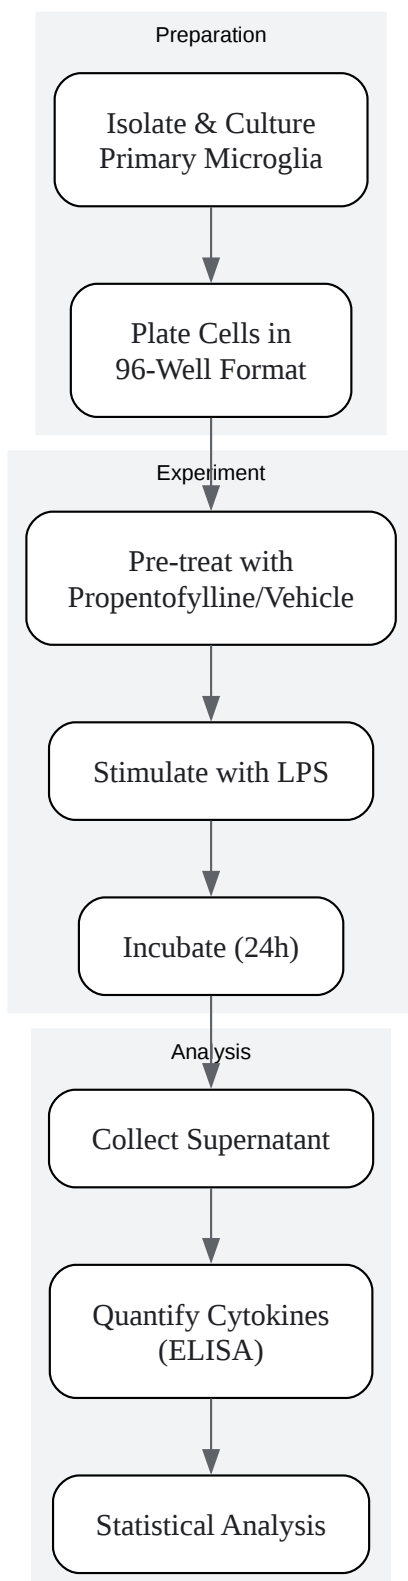 Preparation
Isolate & Culture
Primary Microglia
Plate Cells in
96-Well Format
Experiment
Pre-treat with
Propentofylline/Vehicle
Stimulate with LPS
Incubate (24h)
Analysis
Collect Supernatant
Quantify Cytokines
(ELISA)
Statistical Analysis